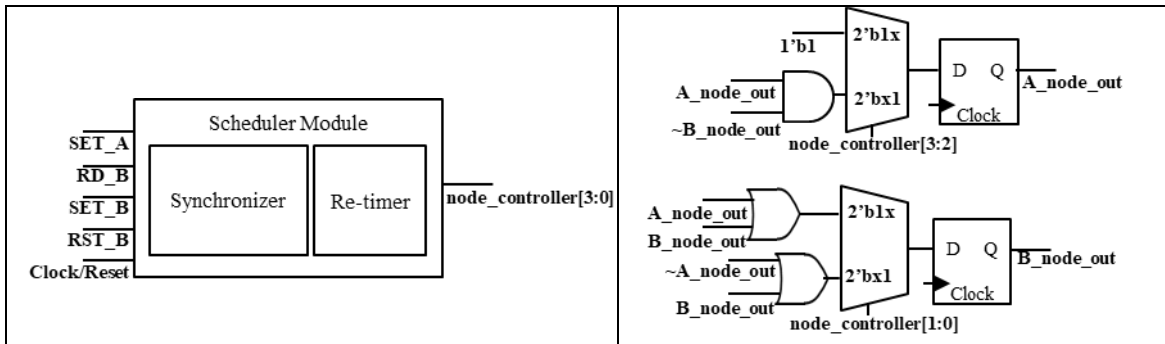 Scheduler Module
SET_A
RD_B
SET_B
RST_B
Clock/Reset
Synchronizer
Re-timer
node_controller[3:0]
1'b1
2'b1x
A_node_out
~B_node_out
2'bx1
node_controller[3:2]
D Q
Clock
A_node_out
A_node_out
B_node_out
2'b1x
~A_node_out
B_node_out
2'bx1
node_controller[1:0]
D Q
Clock
B_node_out